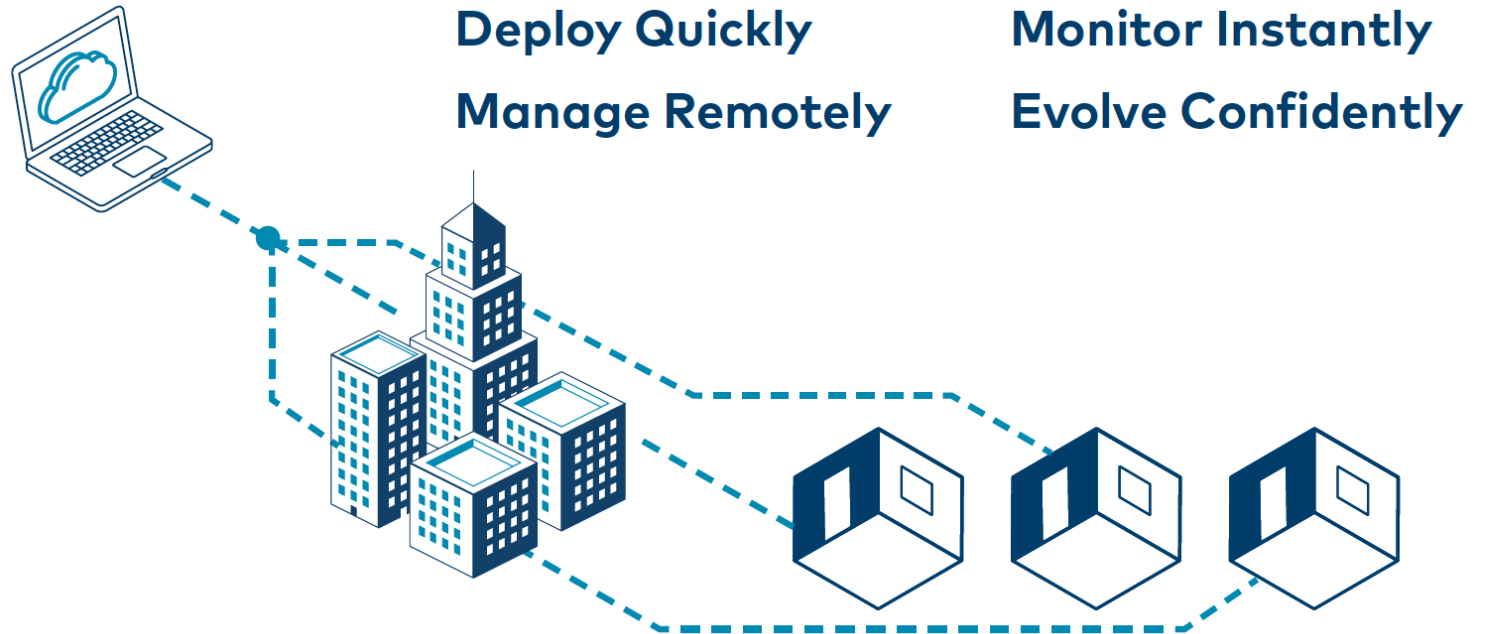 Deploy Quickly
Manage Remotely
Monitor Instantly
Evolve Confidently